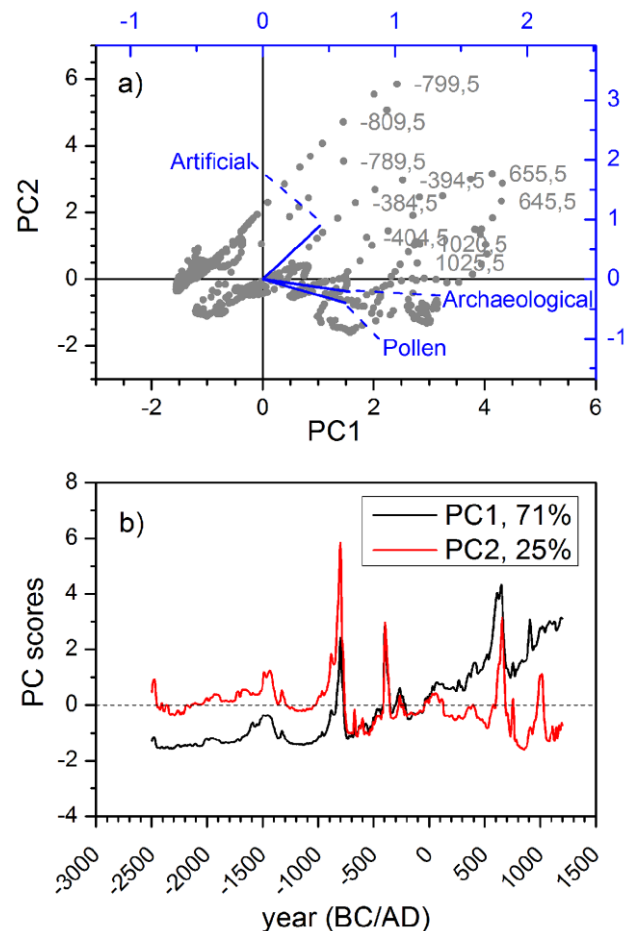 -1 0 1 2
a)
6
4
2
0
-2
PC2
3
2
1
0
-1
-799,5
-809,5
-789,5
Artificial
-394,5
655,5
-384,5
645,5
-404,5
1020,5
1025,5
Archaeological
Pollen
-2 0 2 4 6
PC1
b)
PC1, 71%
PC2, 25%
8
6
4
2
0
-2
-4
PC scores
-3000 -2500 -2000 -1500 -1000 -500 0 500 1000 1500
year (BC/AD)